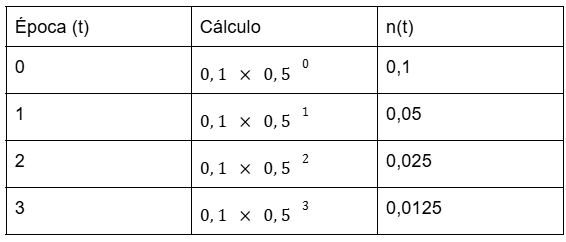 Época (t) Cálculo n(t)
0 0, 1 × 0, 5 ⁰ 0,1
1 0, 1 × 0, 5 ¹ 0,05
2 0, 1 × 0, 5 ² 0,025
3 0, 1 × 0, 5 ³ 0,0125